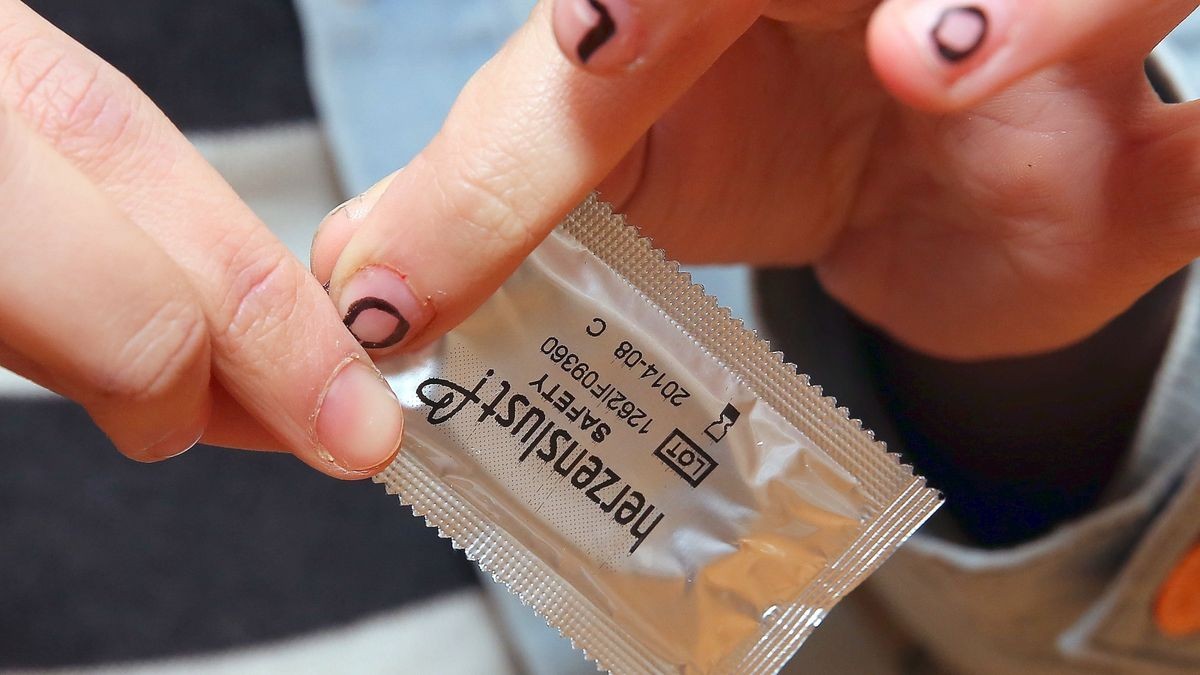 herzenslust!
SAFETY
LOT 1262IF09360
2014-08 C